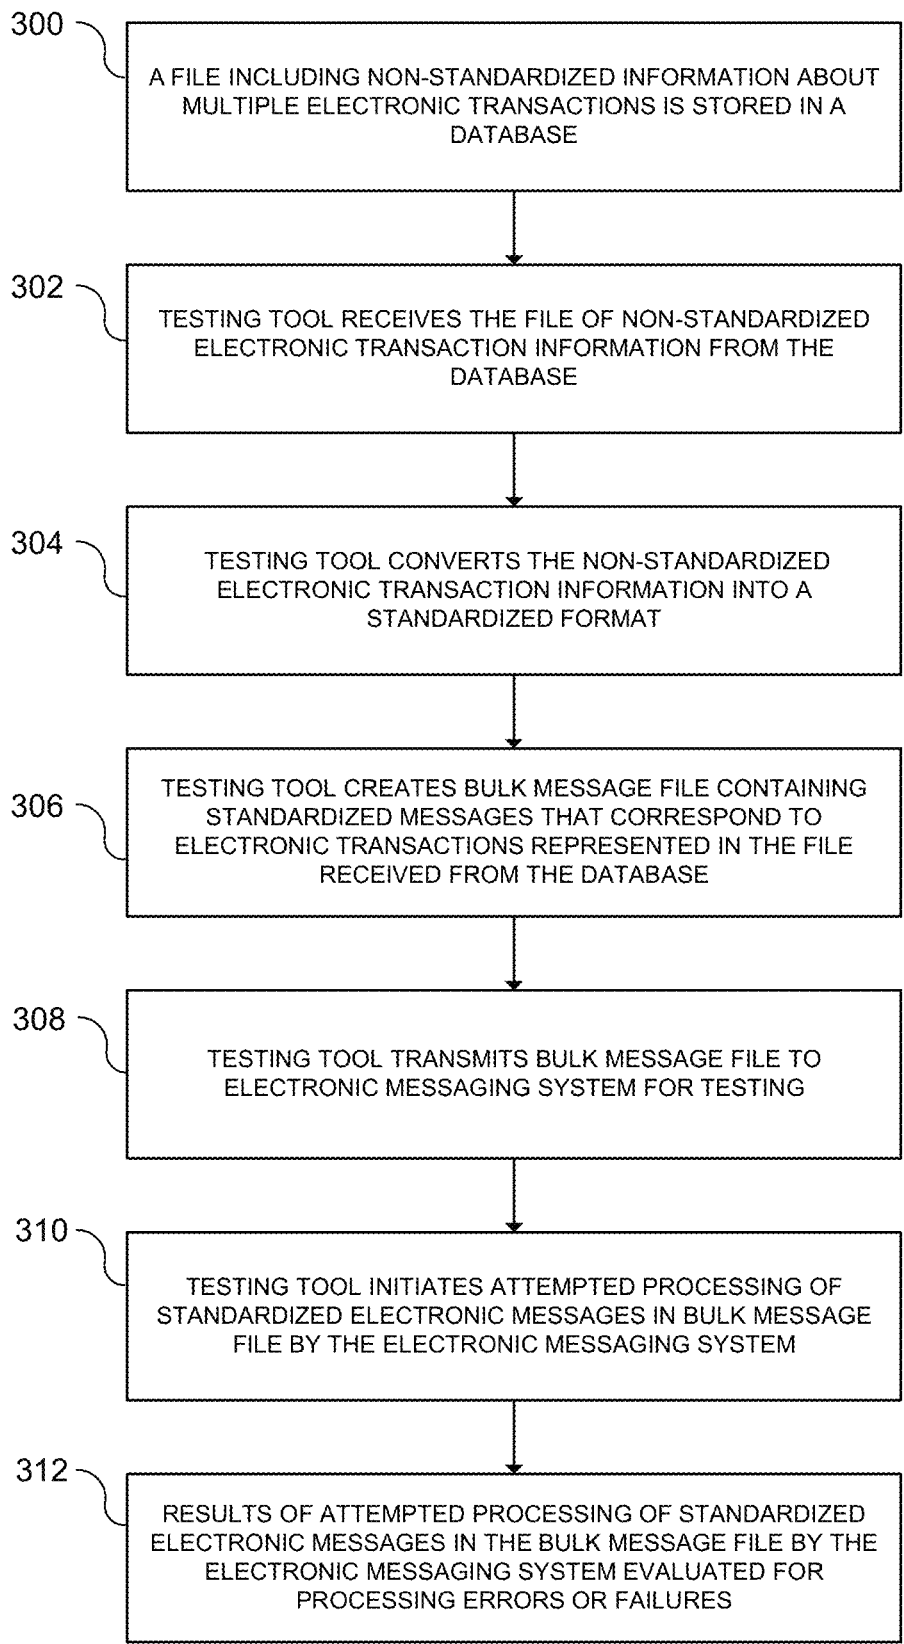 300
A FILE INCLUDING NON-STANDARDIZED INFORMATION ABOUT
MULTIPLE ELECTRONIC TRANSACTIONS IS STORED IN A
DATABASE
302
TESTING TOOL RECEIVES THE FILE OF NON-STANDARDIZED
ELECTRONIC TRANSACTION INFORMATION FROM THE
DATABASE
304
TESTING TOOL CONVERTS THE NON-STANDARDIZED
ELECTRONIC TRANSACTION INFORMATION INTO A
STANDARDIZED FORMAT
306
TESTING TOOL CREATES BULK MESSAGE FILE CONTAINING
STANDARDIZED MESSAGES THAT CORRESPOND TO
ELECTRONIC TRANSACTIONS REPRESENTED IN THE FILE
RECEIVED FROM THE DATABASE
308
TESTING TOOL TRANSMITS BULK MESSAGE FILE TO
ELECTRONIC MESSAGING SYSTEM FOR TESTING
310
TESTING TOOL INITIATES ATTEMPTED PROCESSING OF
STANDARDIZED ELECTRONIC MESSAGES IN BULK MESSAGE
FILE BY THE ELECTRONIC MESSAGING SYSTEM
312
RESULTS OF ATTEMPTED PROCESSING OF STANDARDIZED
ELECTRONIC MESSAGES IN THE BULK MESSAGE FILE BY THE
ELECTRONIC MESSAGING SYSTEM EVALUATED FOR
PROCESSING ERRORS OR FAILURES